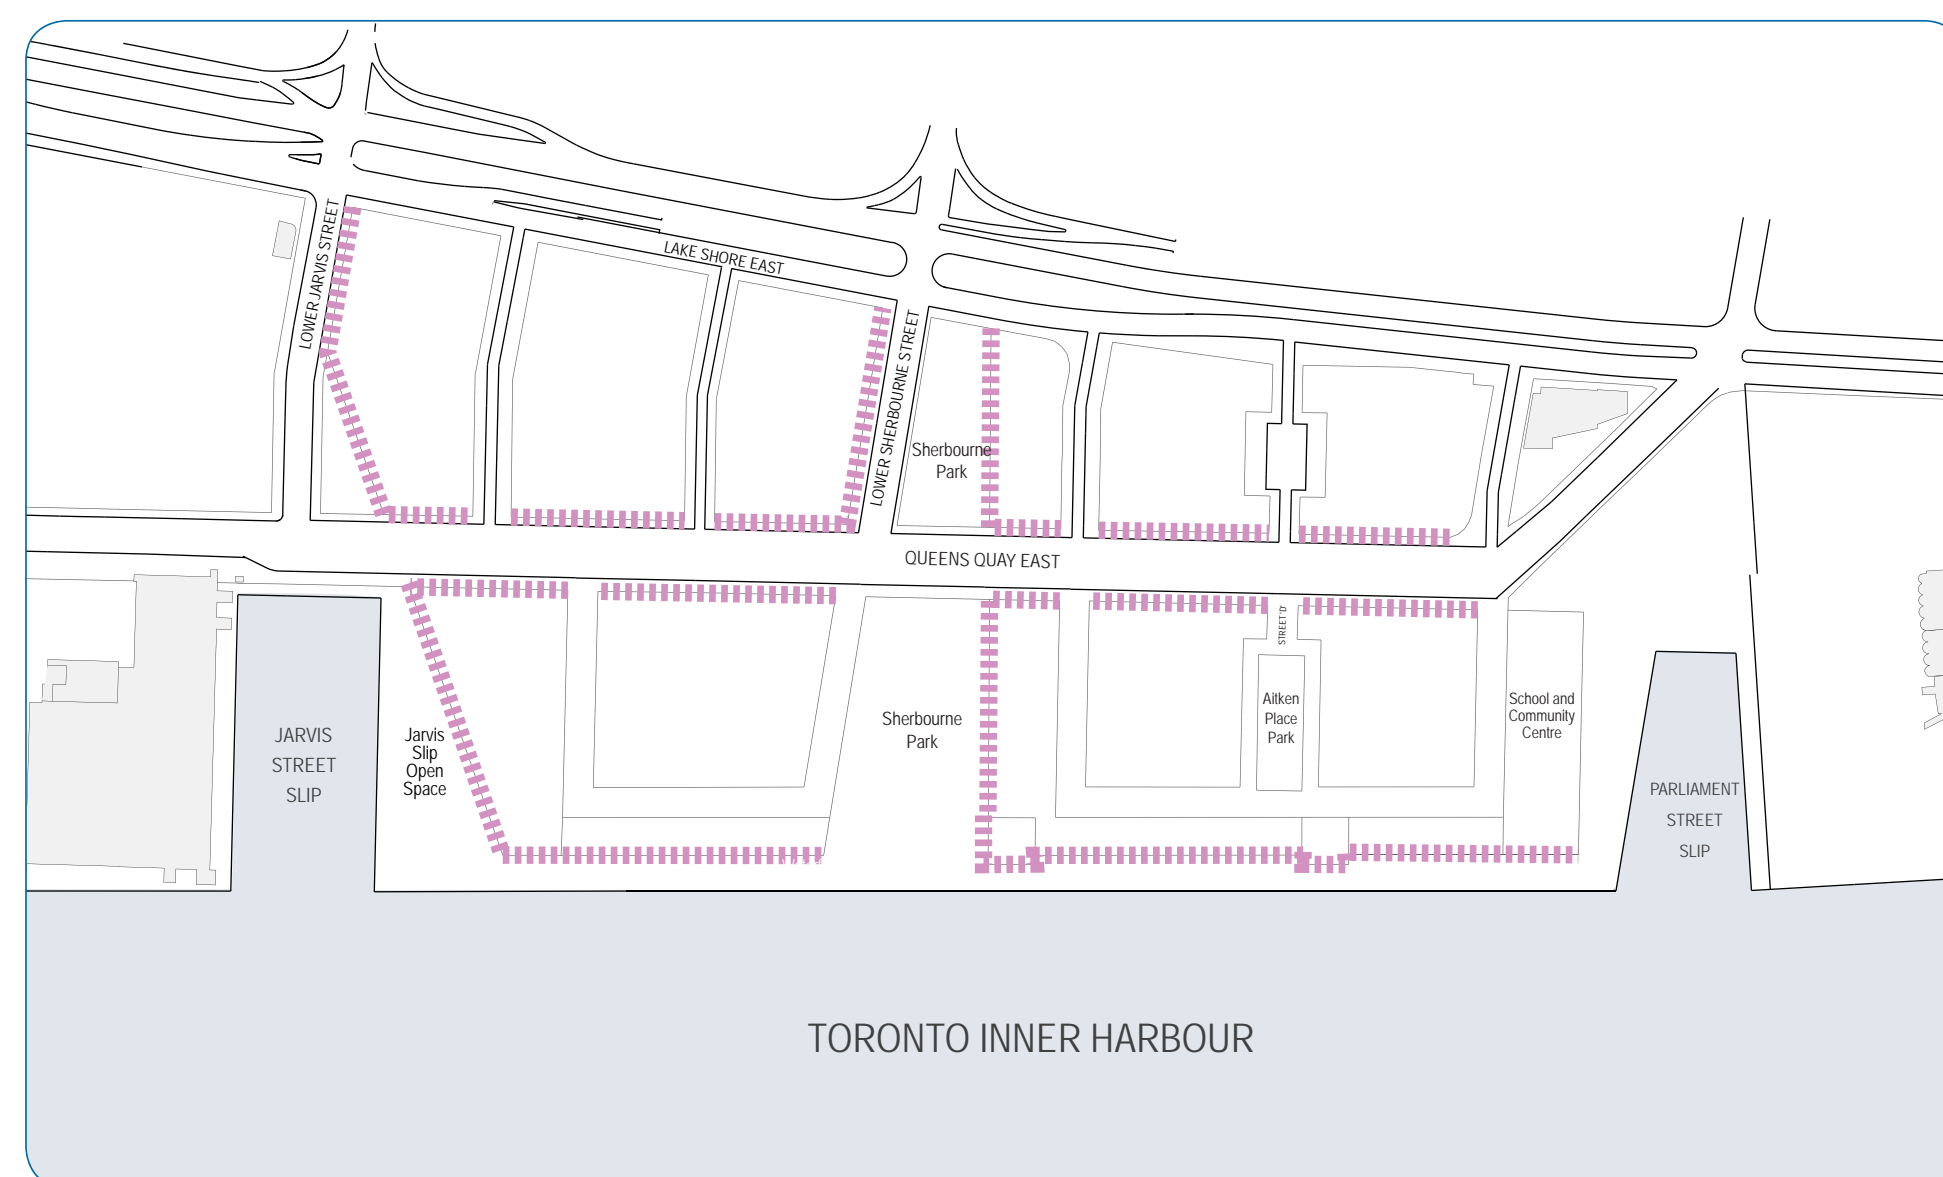 LOWER JARVIS STREET
LAKE SHORE EAST
LOWER SHERBOURNE STREET
Sherbourne
Park
QUEENS QUAY EAST
STREET 'D'
JARVIS
STREET
SLIP
Jarvis
Slip
Open
Space
Sherbourne
Park
Aitken
Place
Park
School and
Community
Centre
PARLIAMENT
STREET
SLIP
TORONTO INNER HARBOUR